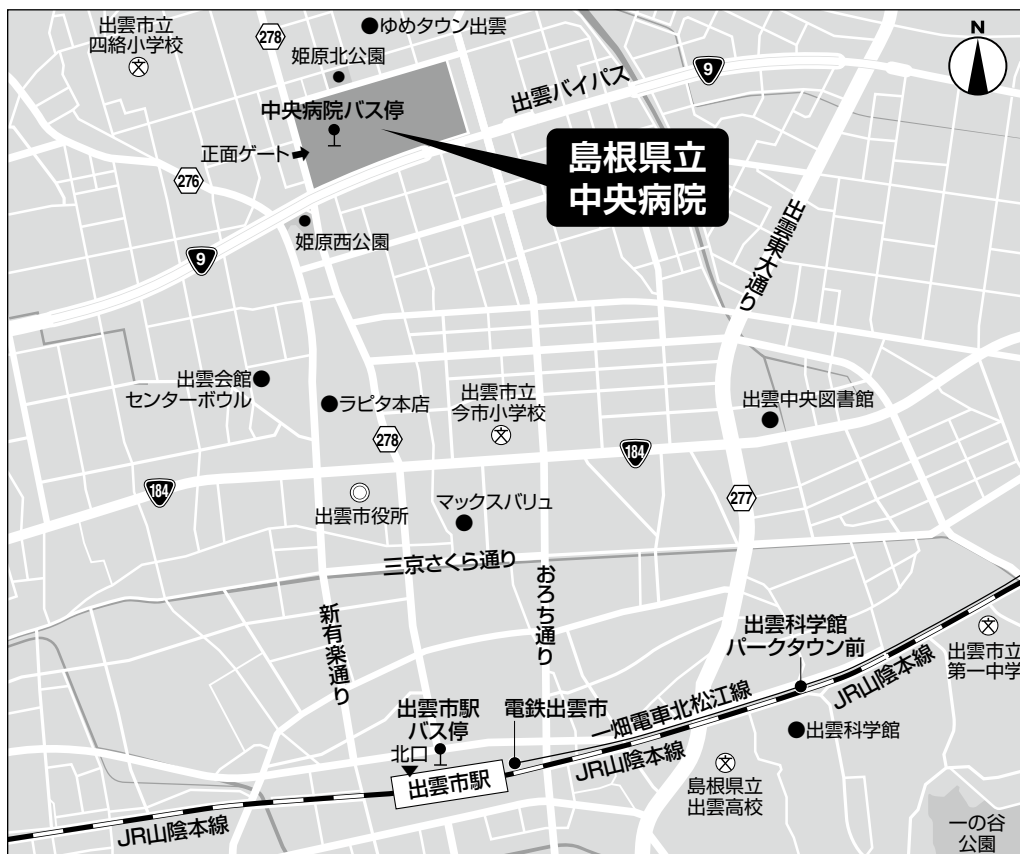 出雲市立
四絡小学校
278
ゆめタウン出雲
姫原北公園
N
9
出雲バイパス
中央病院バス停
正面ゲート
島根県立
中央病院
276
姫原西公園
9
出雲東大通り
出雲会館
センターボウル
ラピタ本店
出雲市立
今市小学校
出雲中央図書館
278
184
184
277
出雲市役所
マックスバリュ
三京さくら通り
おろち通り
新有楽通り
出雲科学館
パークタウン前
出雲市立
第一中学
JR山陰本線
一畑電車北松江線
出雲市駅
バス停
電鉄出雲市
北口
出雲科学館
JR山陰本線
出雲市駅
島根県立
出雲高校
JR山陰本線
一の谷
公園